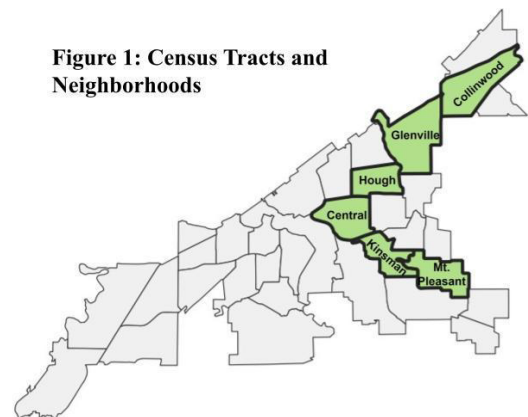 Figure 1: Census Tracts and
Neighborhoods
Collinwood
Glenville
Hough
Central
Kinsman
Mt.
Pleasant